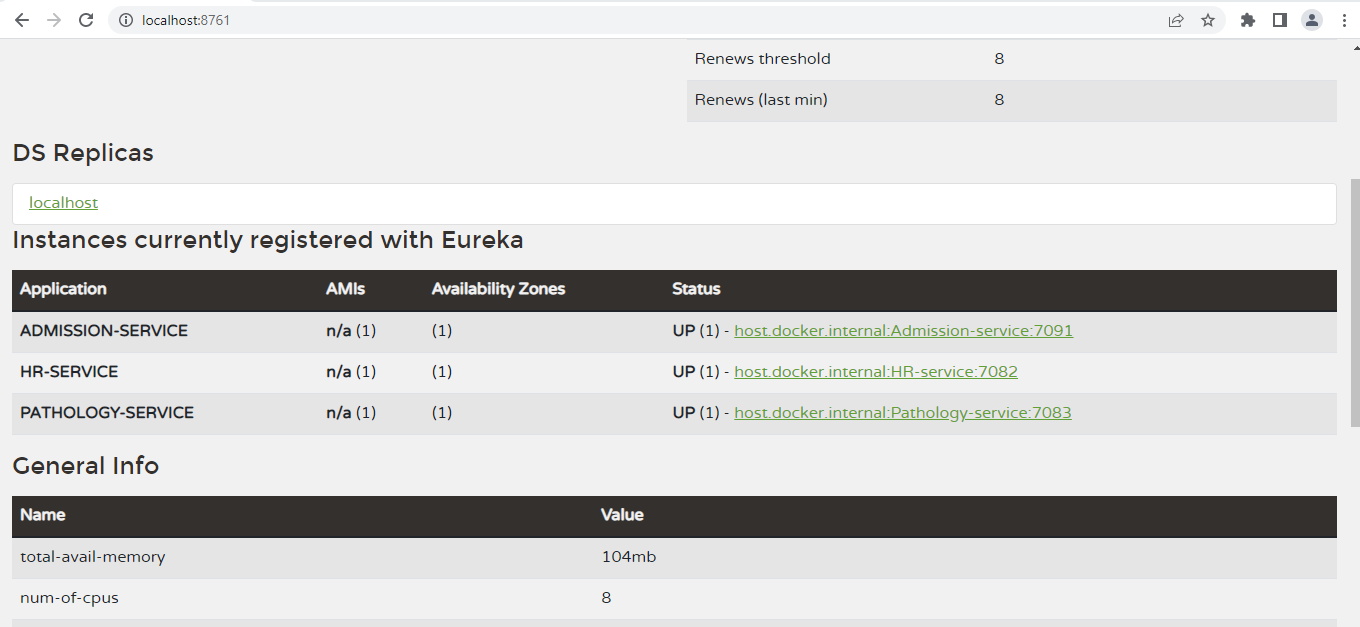 localhost:8761
Renews threshold 8
Renews (last min) 8
DS Replicas
localhost
Instances currently registered with Eureka
Application AMIs Availability Zones Status
ADMISSION-SERVICE n/a (1) (1) UP (1) - host.docker.internal:Admission-service:7091
HR-SERVICE n/a (1) (1) UP (1) - host.docker.internal:HR-service:7082
PATHOLOGY-SERVICE n/a (1) (1) UP (1) - host.docker.internal:Pathology-service:7083
General Info
Name Value
total-avail-memory 104mb
num-of-cpus 8